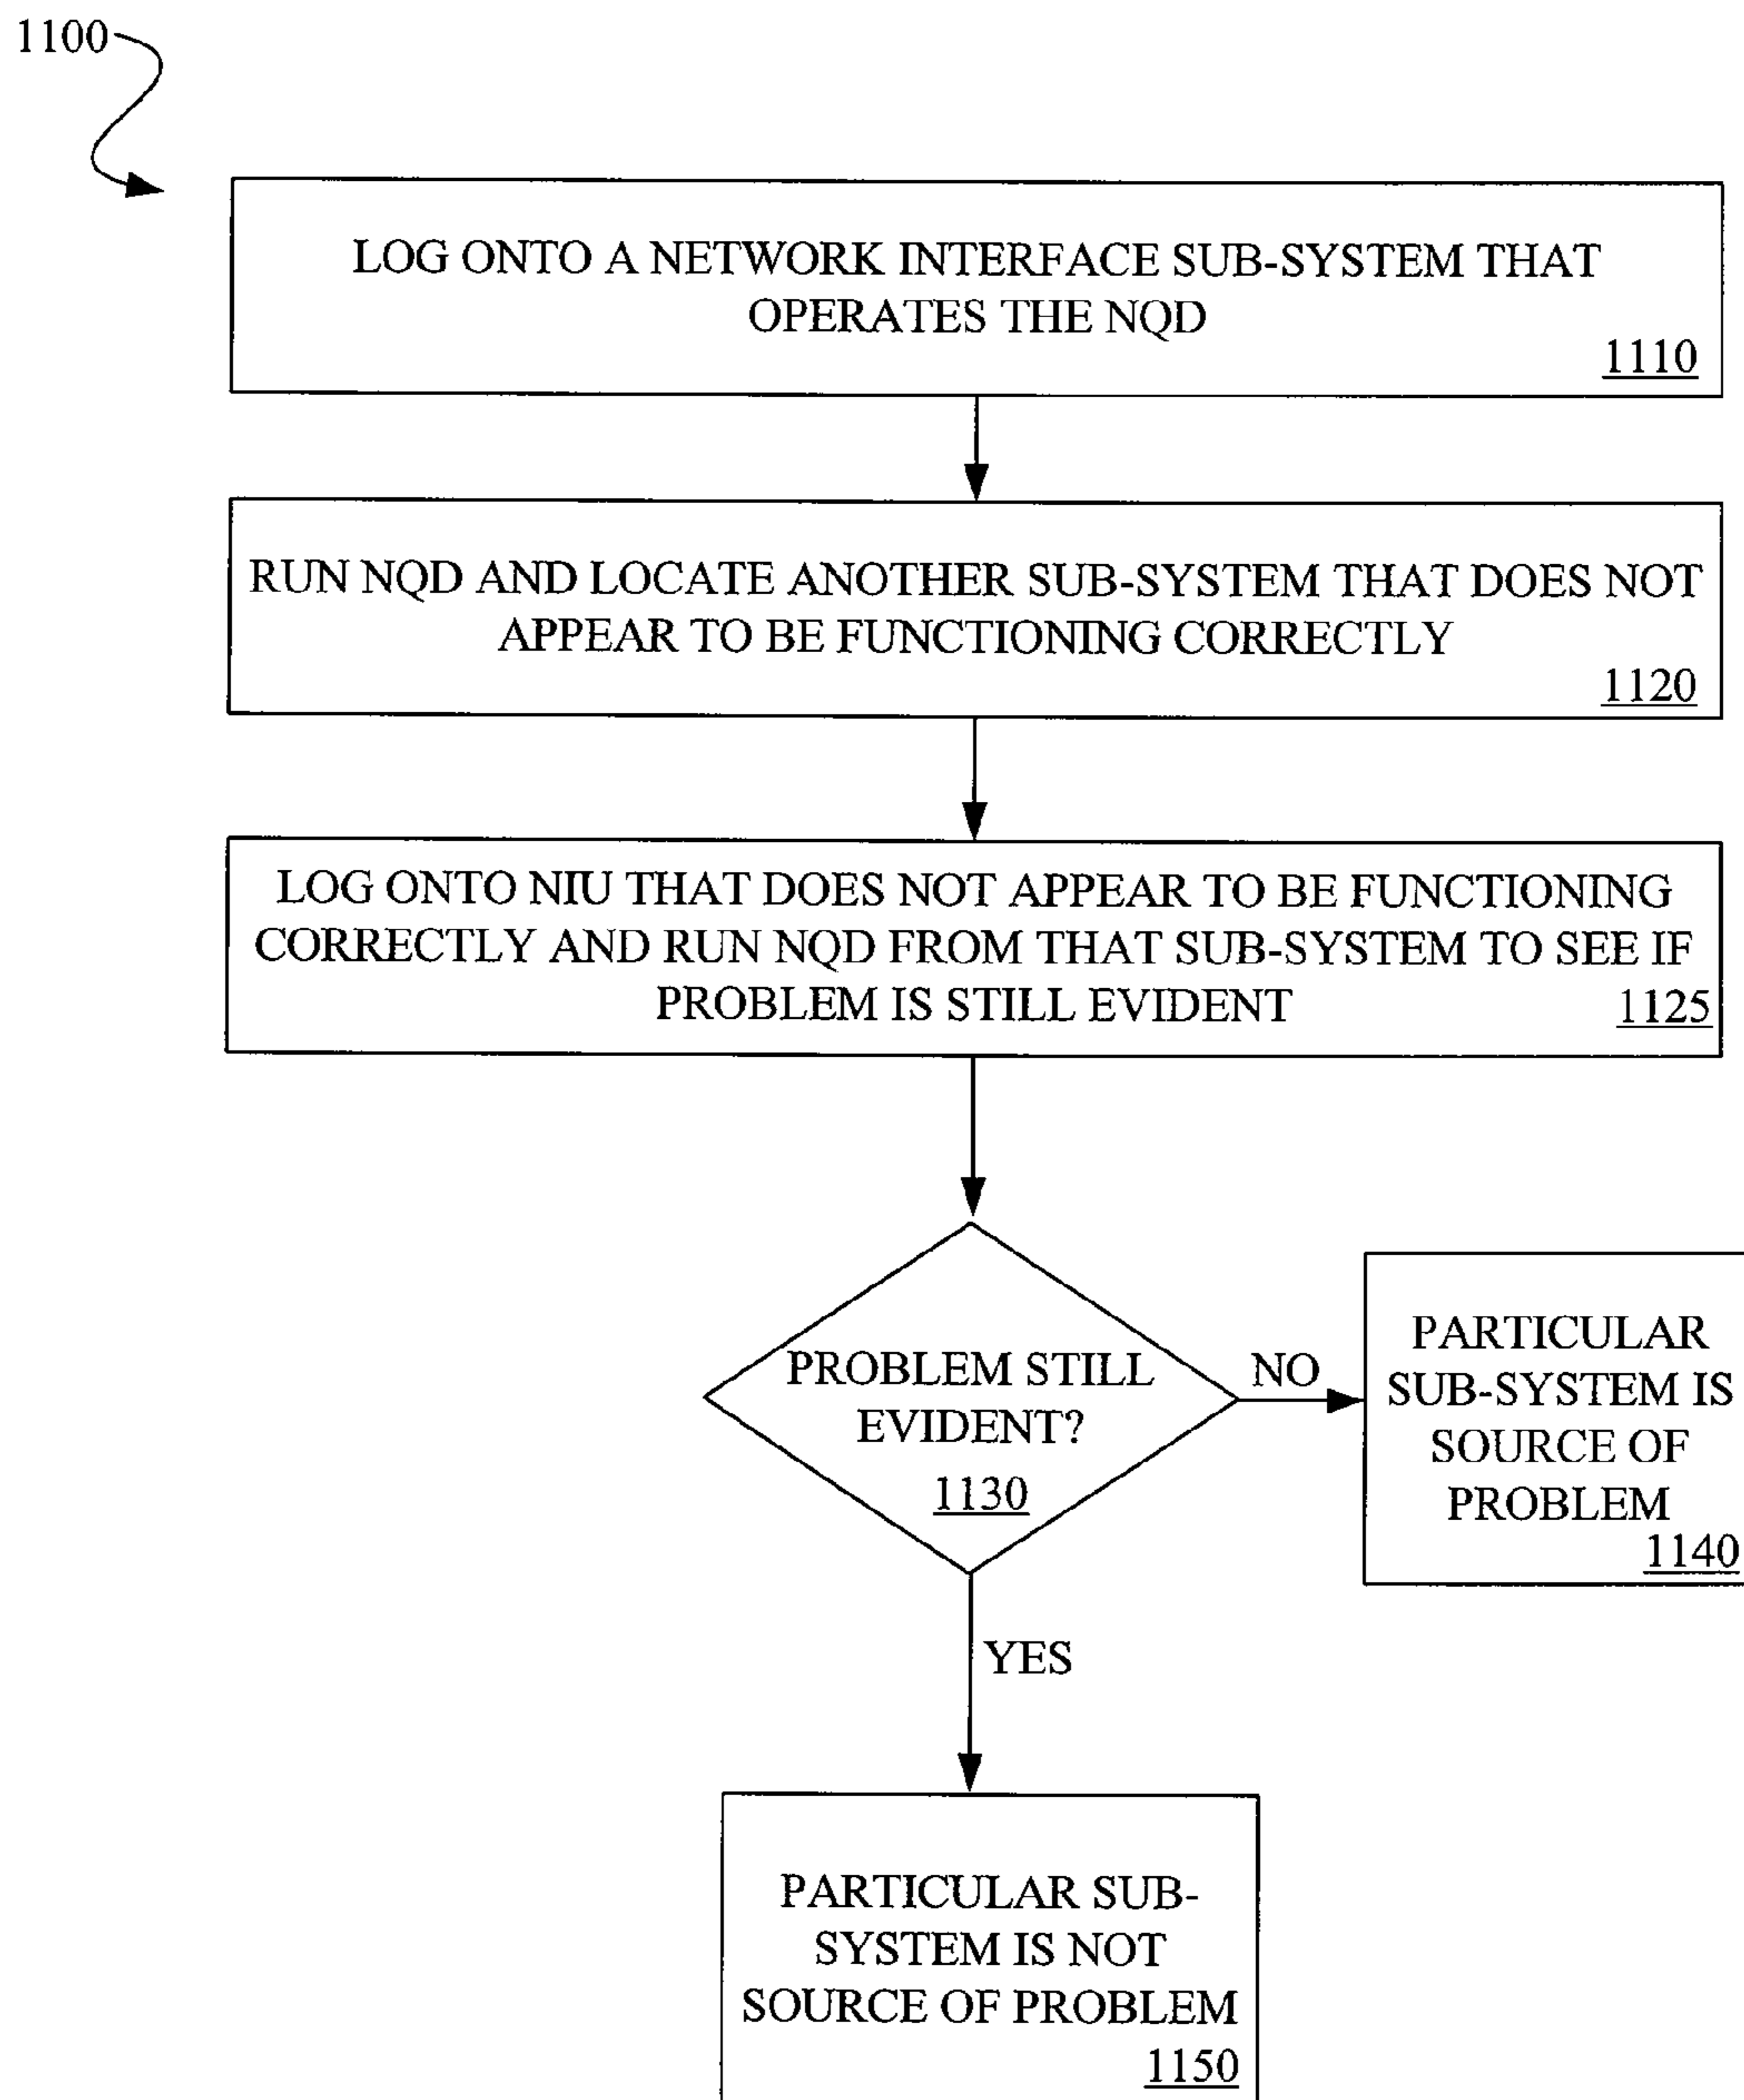 1100
LOG ONTO A NETWORK INTERFACE SUB-SYSTEM THAT
OPERATES THE NQD
1110
RUN NQD AND LOCATE ANOTHER SUB-SYSTEM THAT DOES NOT
APPEAR TO BE FUNCTIONING CORRECTLY
1120
LOG ONTO NIU THAT DOES NOT APPEAR TO BE FUNCTIONING
CORRECTLY AND RUN NQD FROM THAT SUB-SYSTEM TO SEE IF
PROBLEM IS STILL EVIDENT
1125
PROBLEM STILL
EVIDENT?
1130
NO
PARTICULAR
SUB-SYSTEM IS
SOURCE OF
PROBLEM
1140
YES
PARTICULAR SUB-
SYSTEM IS NOT
SOURCE OF PROBLEM
1150